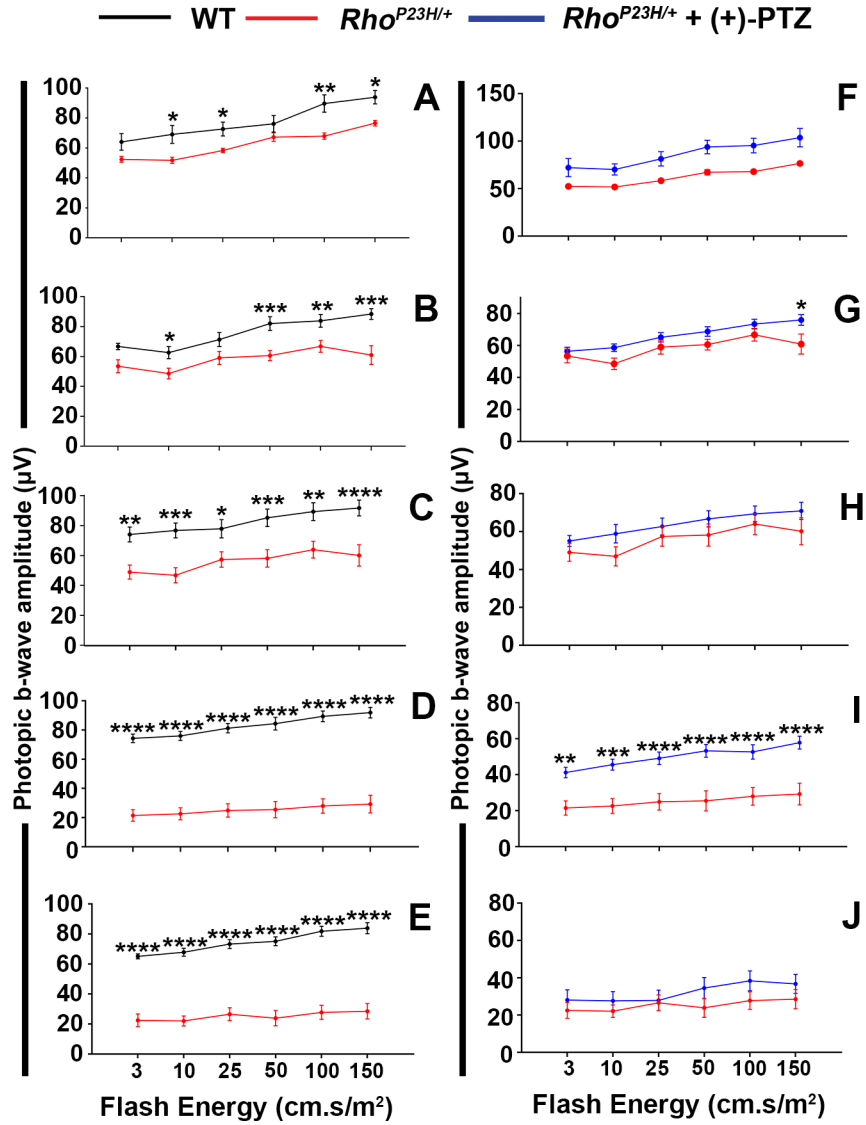 WT RhoP23H/+ RhoP23H/+ + (+)-PTZ
Photopic b-wave amplitude (µV)
100
80
60
40
20
0
* * ** *
A
100
80
60
40
20
0
* *** ** ***
B
100
80
60
40
20
0
** *** * *** ** ****
C
100
80
60
40
20
0
**** **** **** **** **** ****
D
100
80
60
40
20
0
**** **** **** **** **** ****
E
3 10 25 50 100 150
Flash Energy (cm.s/m²)
Photopic b-wave amplitude (µV)
150
100
50
0
F
80
60
40
20
0
*
G
80
60
40
20
0
H
80
60
40
20
0
** *** **** **** **** ****
I
80
60
40
20
0
J
3 10 25 50 100 150
Flash Energy (cm.s/m²)